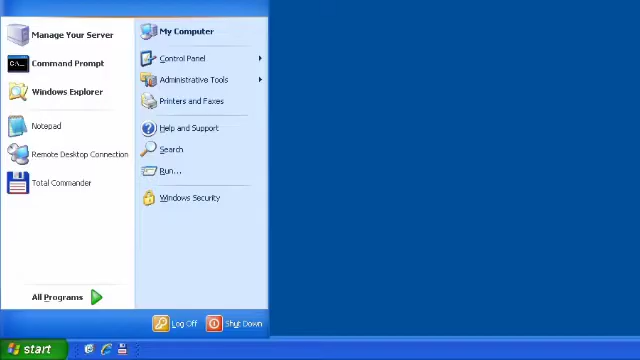 Manage Your Server
Command Prompt
Windows Explorer
Notepad
Remote Desktop Connection
Total Commander
All Programs
My Computer
Control Panel
Administrative Tools
Printers and Faxes
Help and Support
Search
Run...
Windows Security
Log Off
Shut Down
start